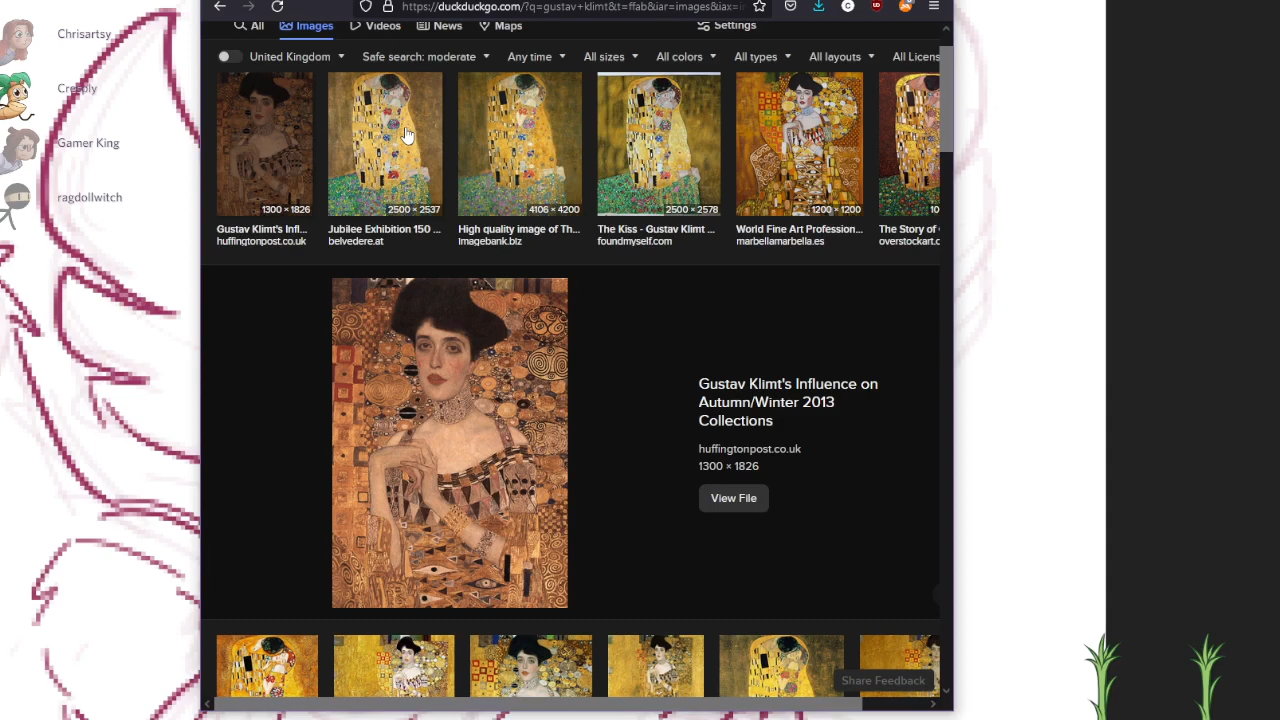 Chrisartsy
Creeply
Gamer King
ragdollwitch
https://duckduckgo.com/?q=gustav+klimt&t=ffab&iar=images&iax=i
All
Images
Videos
News
Maps
Settings
United Kingdom
Safe search: moderate
Any time
All sizes
All colors
All types
All layouts
All Licens
1300 × 1826
2500 × 2537
4106 × 4200
2500 × 2578
1200 × 1200
10
Gustav Klimt's Infl...
Jubilee Exhibition 150 ...
High quality image of Th...
The Kiss - Gustav Klimt ...
World Fine Art Profession...
The Story of
huffingtonpost.co.uk
belvedere.at
Imagebank.biz
foundmyself.com
marbellamarbella.es
overstockart.c
Gustav Klimt's Influence on
Autumn/Winter 2013
Collections
huffingtonpost.co.uk
1300 × 1826
View File
Share Feedback